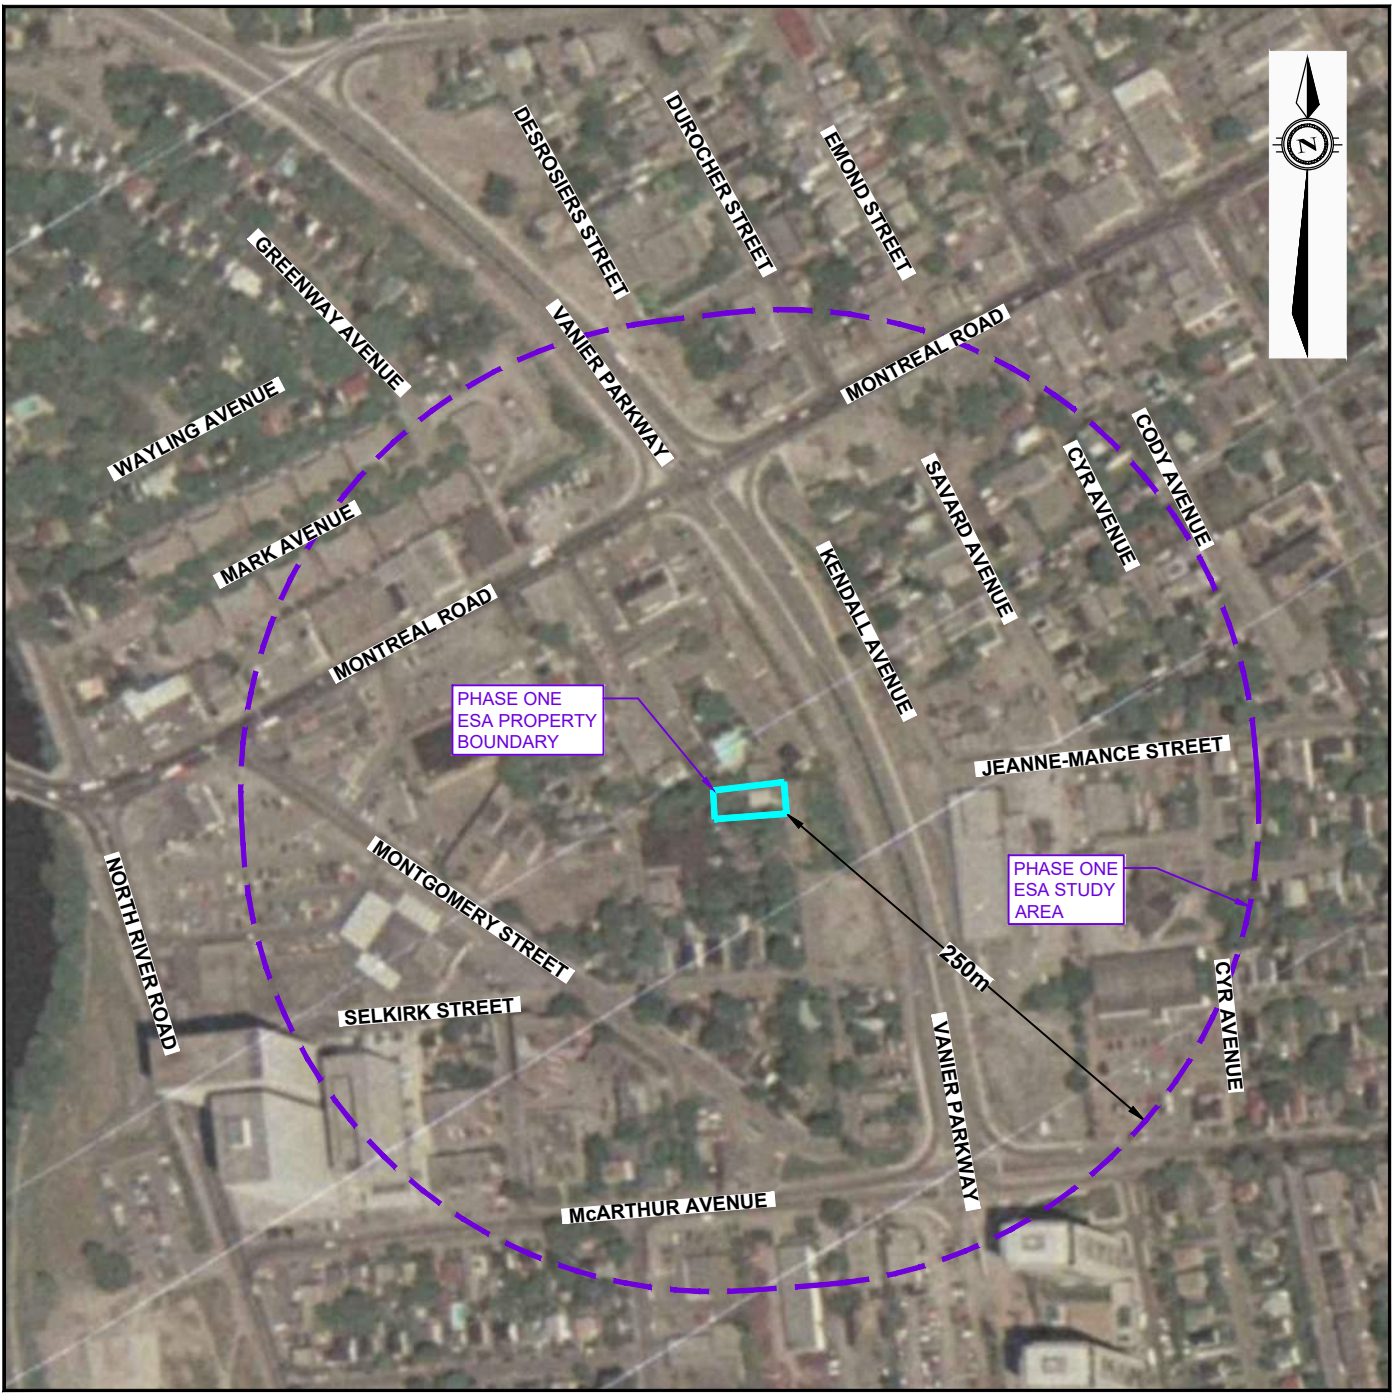 DESROSIERS STREET
DUROCHER STREET
EMOND STREET
N
GREENWAY AVENUE
VANIER PARKWAY
MONTREAL ROAD
WAYLING AVENUE
CODY AVENUE
CYR AVENUE
SAVARD AVENUE
MARK AVENUE
KENDALL AVENUE
MONTREAL ROAD
PHASE ONE
ESA PROPERTY
BOUNDARY
JEANNE-MANCE STREET
MONTGOMERY STREET
NORTH RIVER ROAD
PHASE ONE
ESA STUDY
AREA
250m
CYR AVENUE
SELKIRK STREET
VANIER PARKWAY
McARTHUR AVENUE